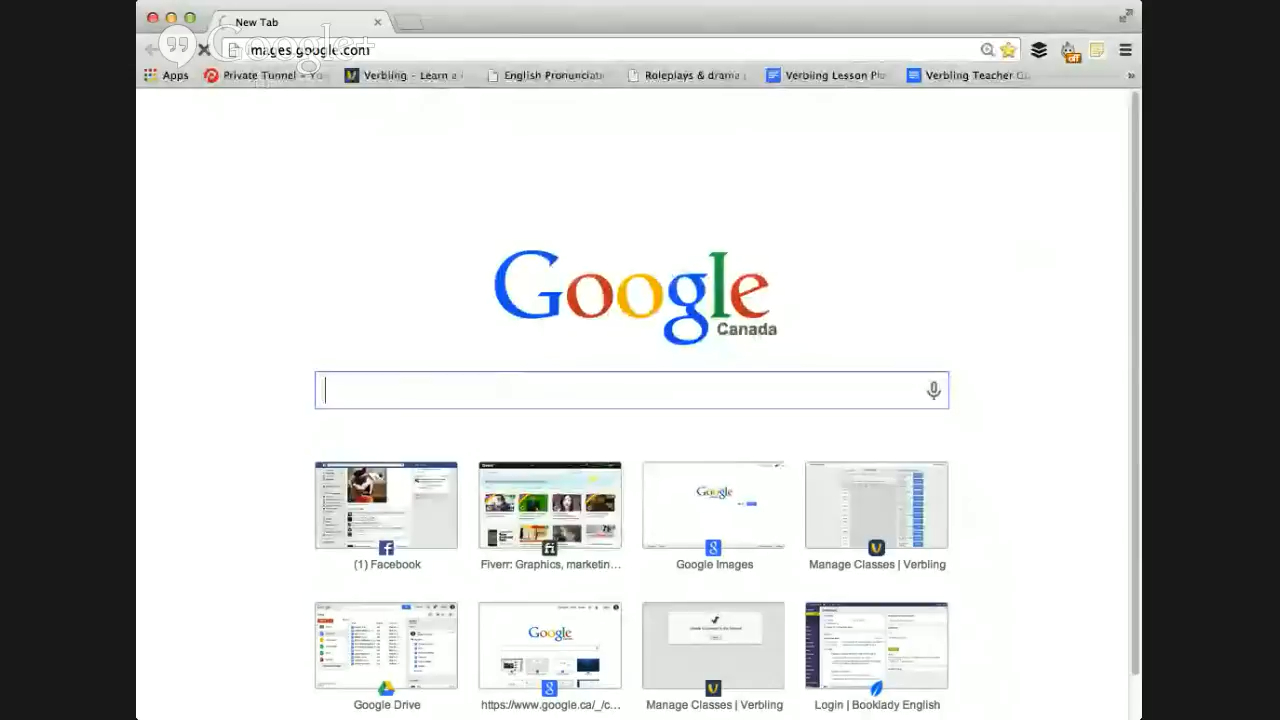 New Tab
Google+
mages.google.com
Apps
Private Tunnel -
Verbling - Learn a
English Pronunciati
Roleplays & drama
Verbling Lesson Pl
Verbling Teacher G
»
Google
Canada
(1) Facebook
Fiverr: Graphics, marketin...
Google Images
Manage Classes | Verbling
Google Drive
https://www.google.ca/_/c...
Manage Classes | Verbling
Login | Booklady English